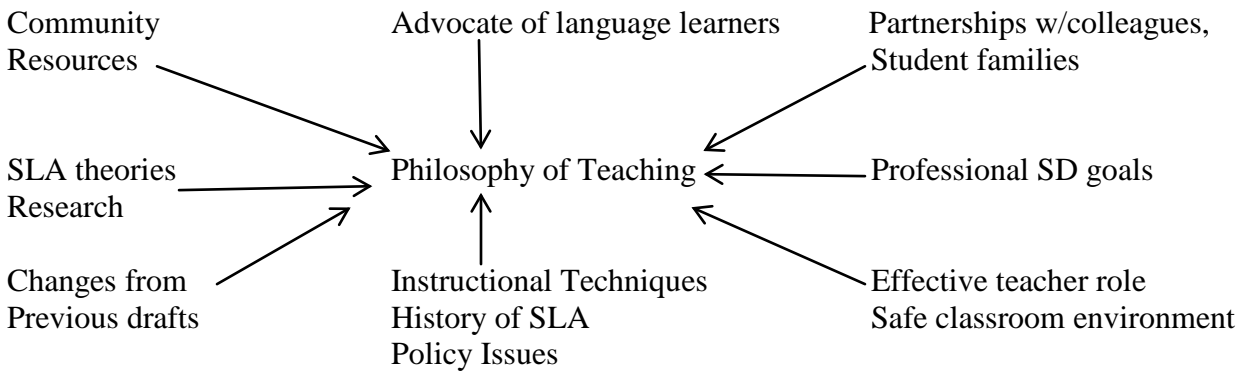 Community
Resources
Advocate of language learners
Partnerships w/colleagues,
Student families
SLA theories
Research
Philosophy of Teaching
Professional SD goals
Changes from
Previous drafts
Instructional Techniques
History of SLA
Policy Issues
Effective teacher role
Safe classroom environment